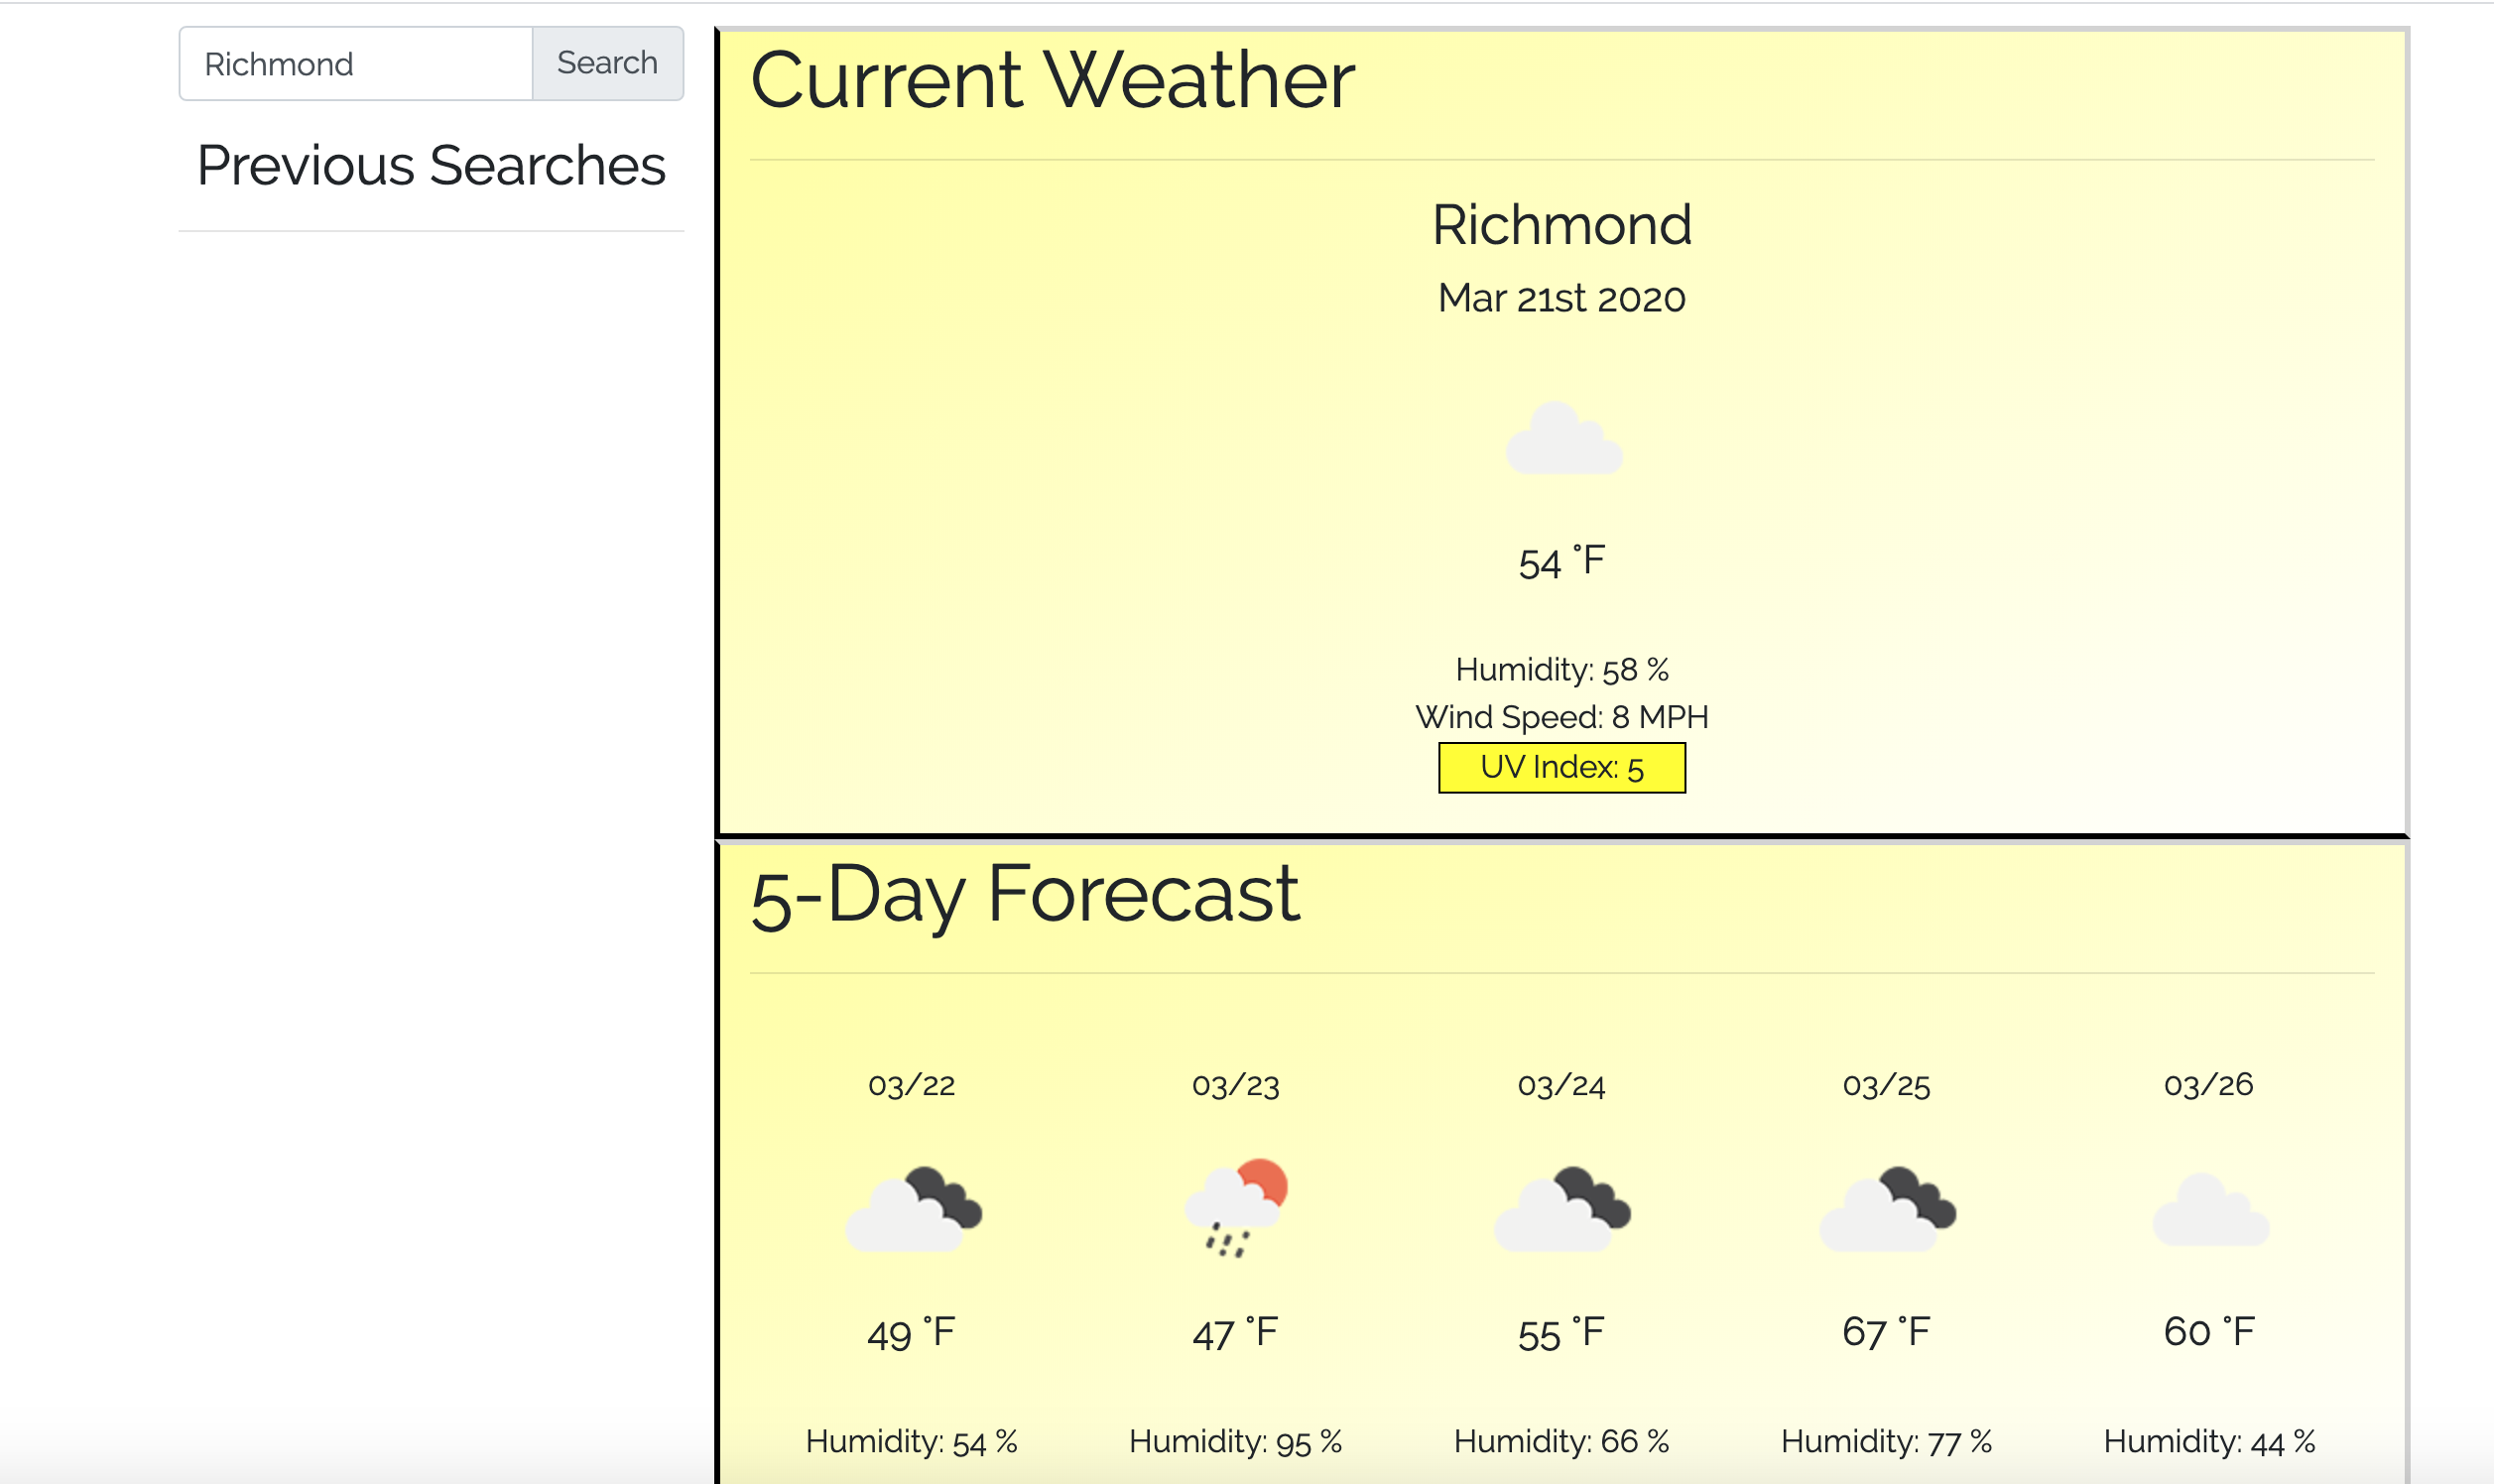 Richmond
Search
Previous Searches
Current Weather
Richmond
Mar 21st 2020
54 °F
Humidity: 58 %
Wind Speed: 8 MPH
UV Index: 5
5-Day Forecast
03/22 03/23 03/24 03/25 03/26
49 °F 47 °F 55 °F 67 °F 60 °F
Humidity: 54 % Humidity: 95 % Humidity: 66 % Humidity: 77 % Humidity: 44 %